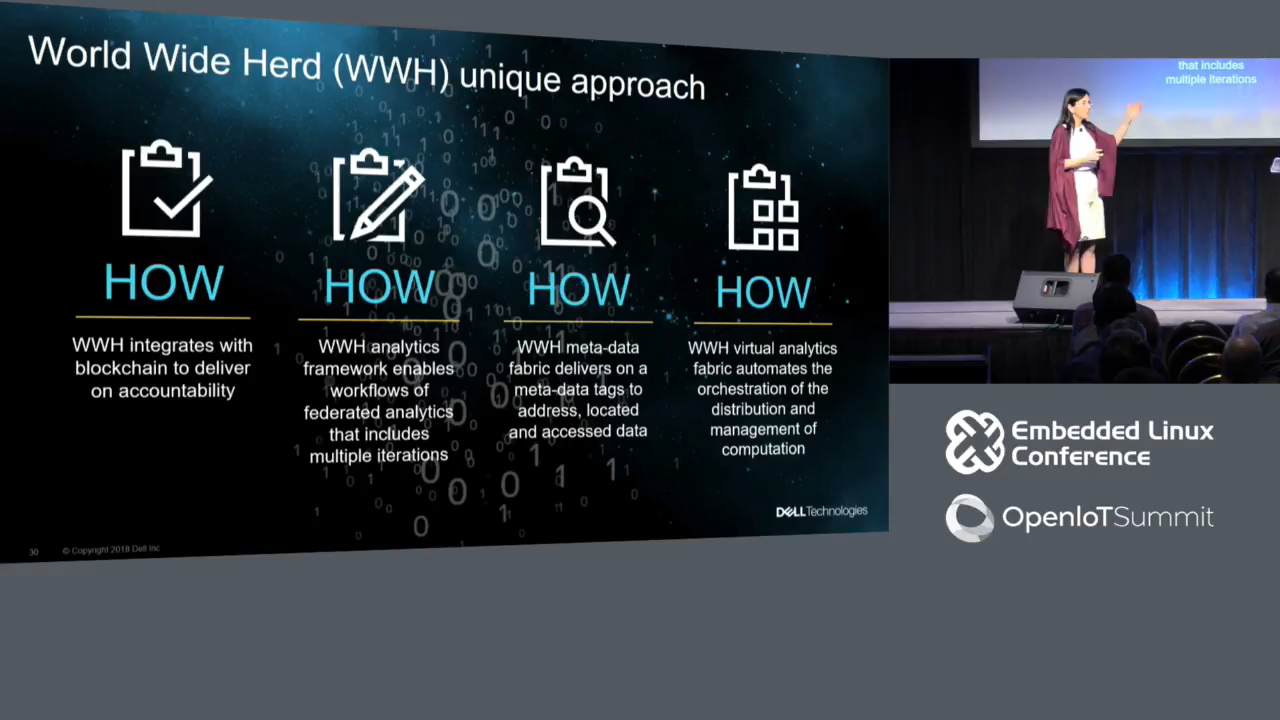 World Wide Herd (WWH) unique approach
HOW
WWH integrates with
blockchain to deliver
on accountability
HOW
WWH analytics
framework enables
workflows of
federated analytics
that includes
multiple iterations
HOW
WWH meta-data
fabric delivers on a
meta-data tags to
address, located
and accessed data
HOW
WWH virtual analytics
fabric automates the
orchestration of the
distribution and
management of
computation
DELLTechnologies
30 © Copyright 2018 Dell Inc
that includes
multiple iterations
Embedded Linux
Conference
OpenIoTSummit